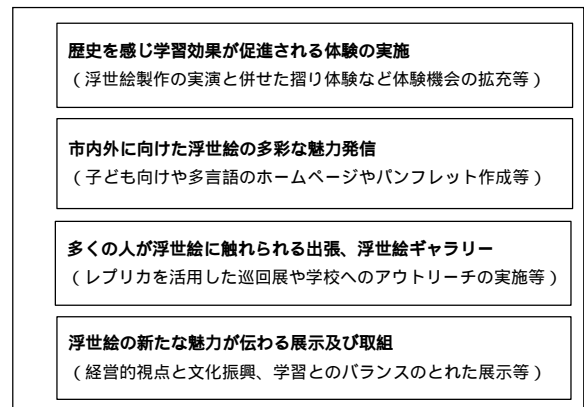 歴史を感じ学習効果が促進される体験の実施
（浮世絵製作の実演と併せた摺り体験など体験機会の拡充等）
市内外に向けた浮世絵の多彩な魅力発信
（子ども向けや多言語のホームページやパンフレット作成等）
多くの人が浮世絵に触れられる出張、浮世絵ギャラリー
（レプリカを活用した巡回展や学校へのアウトリーチの実施等）
浮世絵の新たな魅力が伝わる展示及び取組
（経営的視点と文化振興、学習とのバランスのとれた展示等）